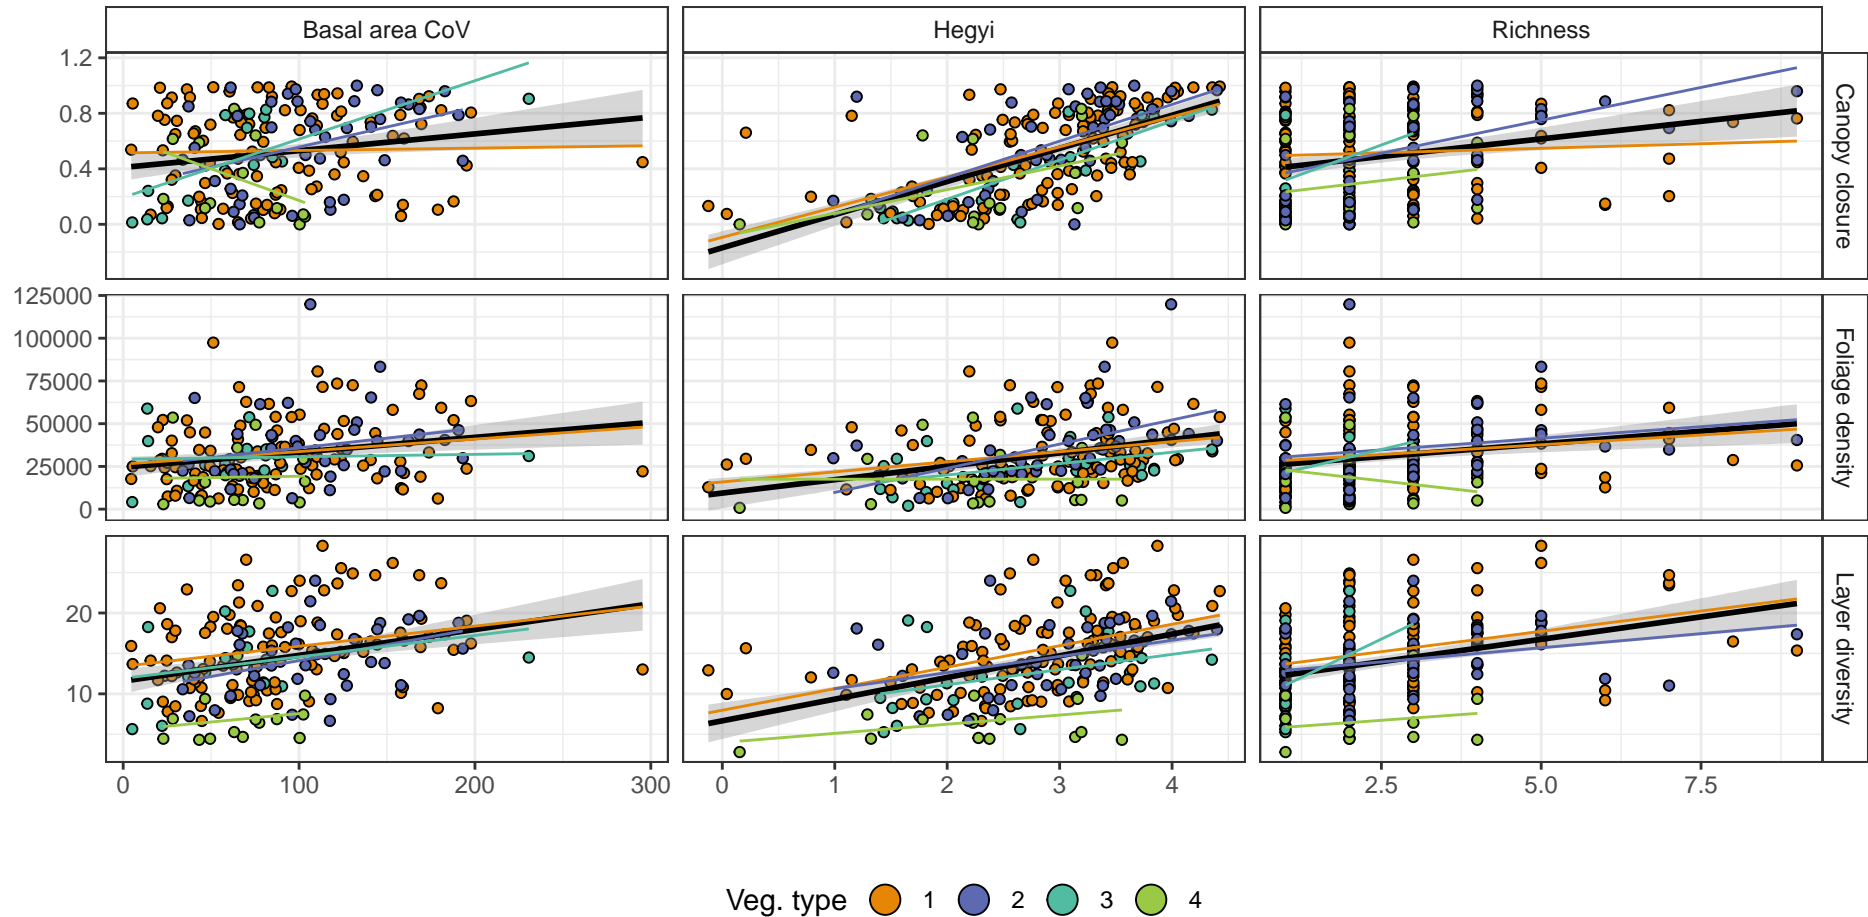 Basal area CoV Hegyi Richness
1.2
0.8
0.4
0.0
Canopy closure
125000
100000
75000
50000
25000
0
Foliage density
20
10
Layer diversity
0 100 200 300 0 1 2 3 4 2.5 5.0 7.5
Veg. type 1 2 3 4